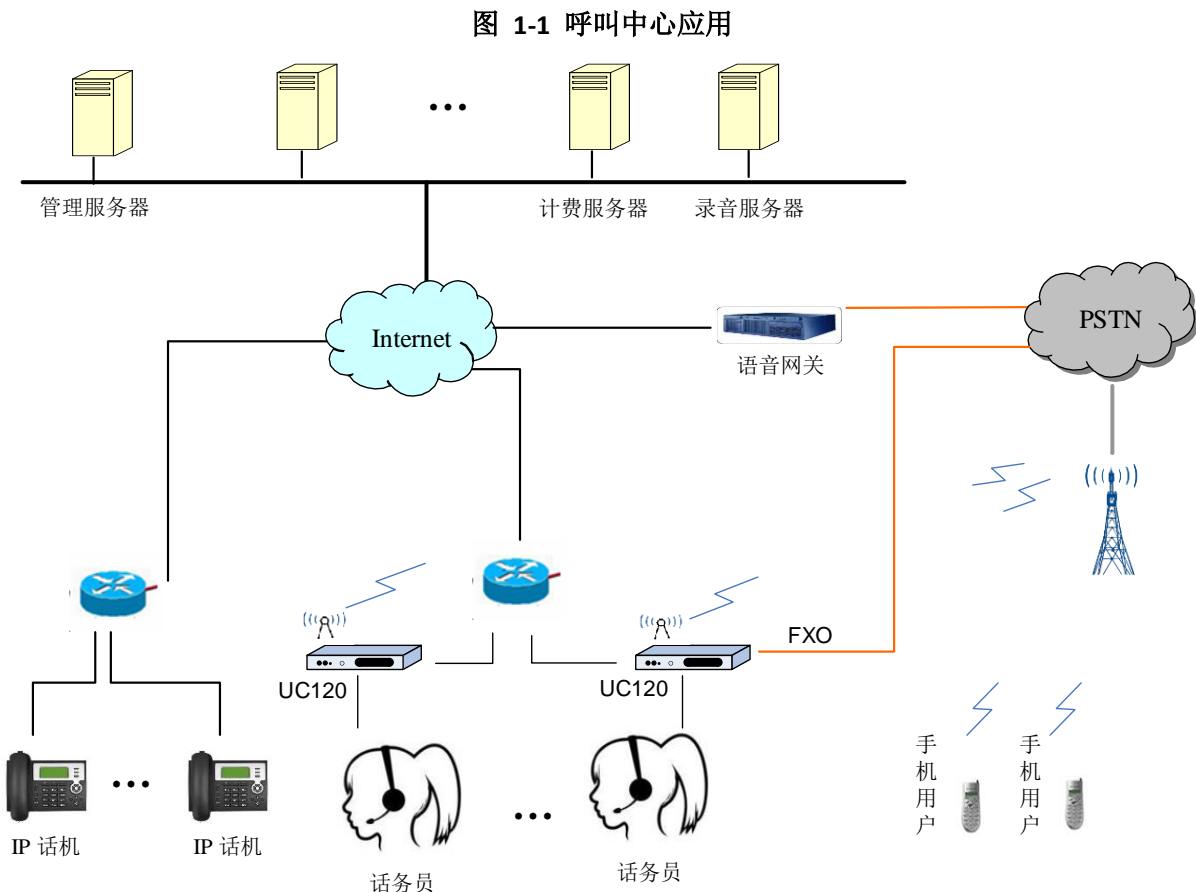 图 1-1 呼叫中心应用
管理服务器
计费服务器
录音服务器
Internet
语音网关
PSTN
FXO
UC120
UC120
手机用户
手机用户
IP 话机
IP 话机
话务员
话务员